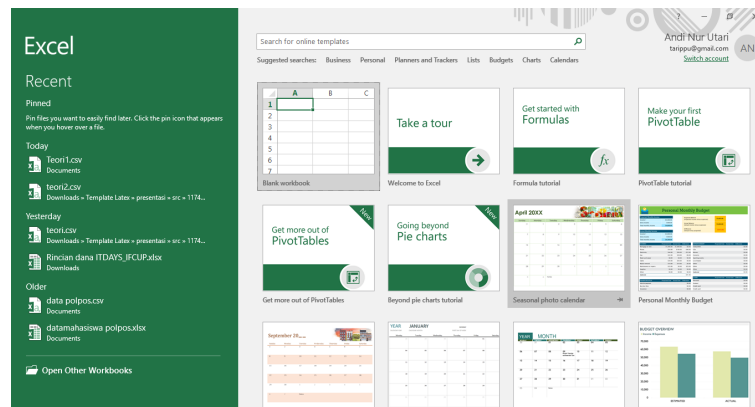 Excel
Recent
Pinned
Pin files you want to easily find later. Click the pin icon that appears
when you hover over a file.
Today
Teori1.csv
Documents
teori2.csv
Downloads » Template Latex » presentasi » src » 1174...
Yesterday
teori.csv
Downloads » Template Latex » presentasi » src » 1174...
Rincian dana ITDAYS_IFCUP.xlsx
Downloads
Older
data polpos.csv
Documents
datamahasiswa polpos.xlsx
Documents
Open Other Workbooks
?
Andi Nur Utari
tarippu@gmail.com
Switch account
AN
Search for online templates
Suggested searches: Business Personal Planners and Trackers Lists Budgets Charts Calendars
A B C
1
2
3
4
5
6
7
Blank workbook
Take a tour
Welcome to Excel
Get started with
Formulas
fx
Formula tutorial
Make your first
PivotTable
PivotTable tutorial
New
Get more out of
PivotTables
Get more out of PivotTables
New
Going beyond
Pie charts
Beyond pie charts tutorial
April 20XX
Seasonal photo calendar
Personal Monthly Budget
Personal Monthly Budget
YEAR JANUARY
YEAR MONTH
BUDGET OVERVIEW